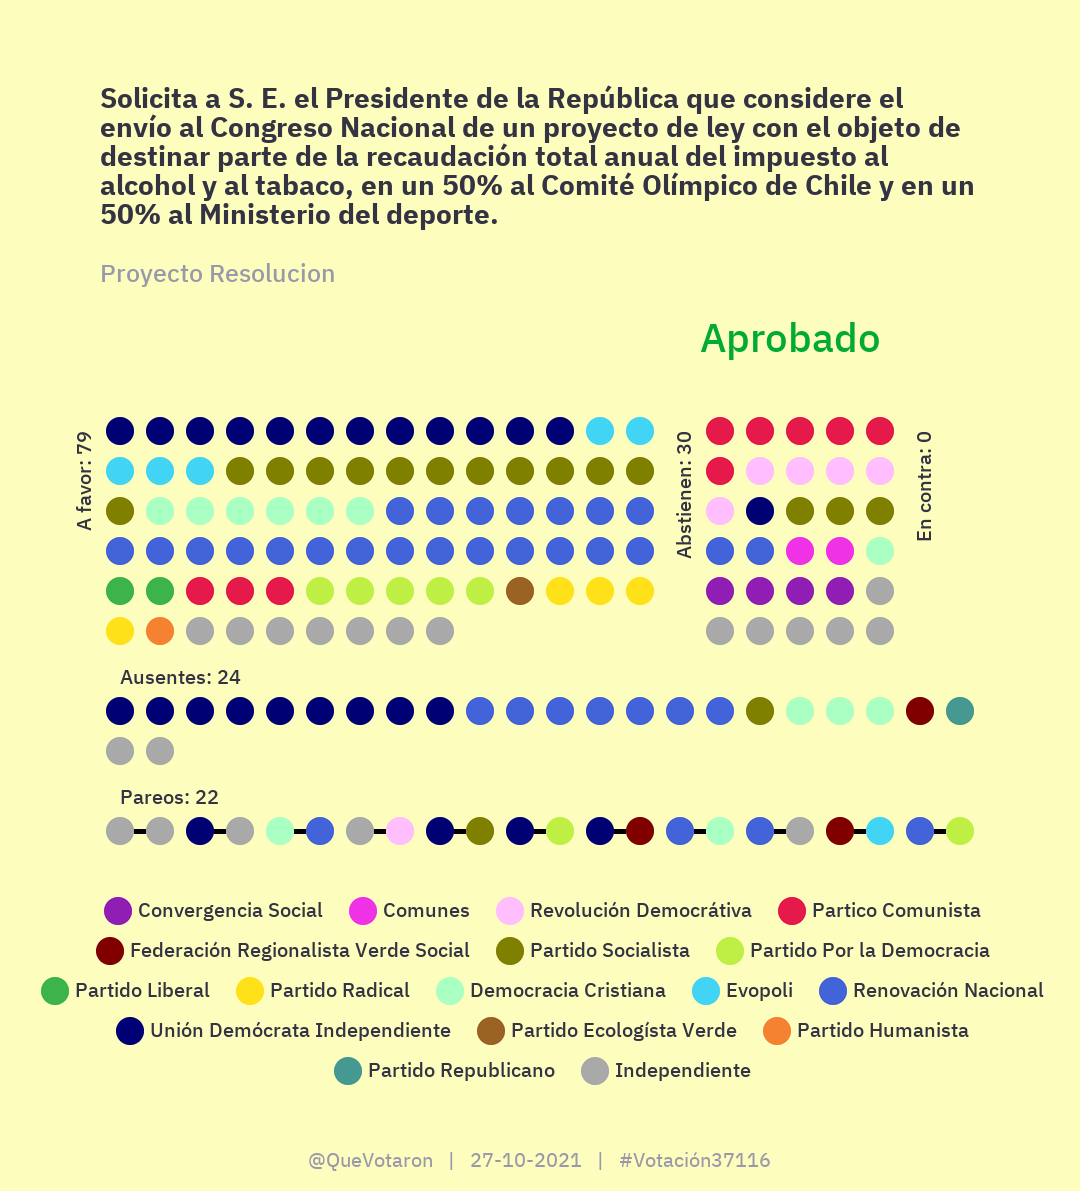 Solicita a S. E. el Presidente de la República que considere el
envío al Congreso Nacional de un proyecto de ley con el objeto de
destinar parte de la recaudación total anual del impuesto al
alcohol y al tabaco, en un 50% al Comité Olímpico de Chile y en un
50% al Ministerio del deporte.
Proyecto Resolucion
Aprobado
A favor: 79
Abstienen: 30
En contra: 0
Ausentes: 24
Pareos: 22
Convergencia Social Comunes Revolución Democrátiva Partico Comunista
Federación Regionalista Verde Social Partido Socialista Partido Por la Democracia
Partido Liberal Partido Radical Democracia Cristiana Evopoli Renovación Nacional
Unión Demócrata Independiente Partido Ecologísta Verde Partido Humanista
Partido Republicano Independiente
@QueVotaron | 27-10-2021 | #Votación37116